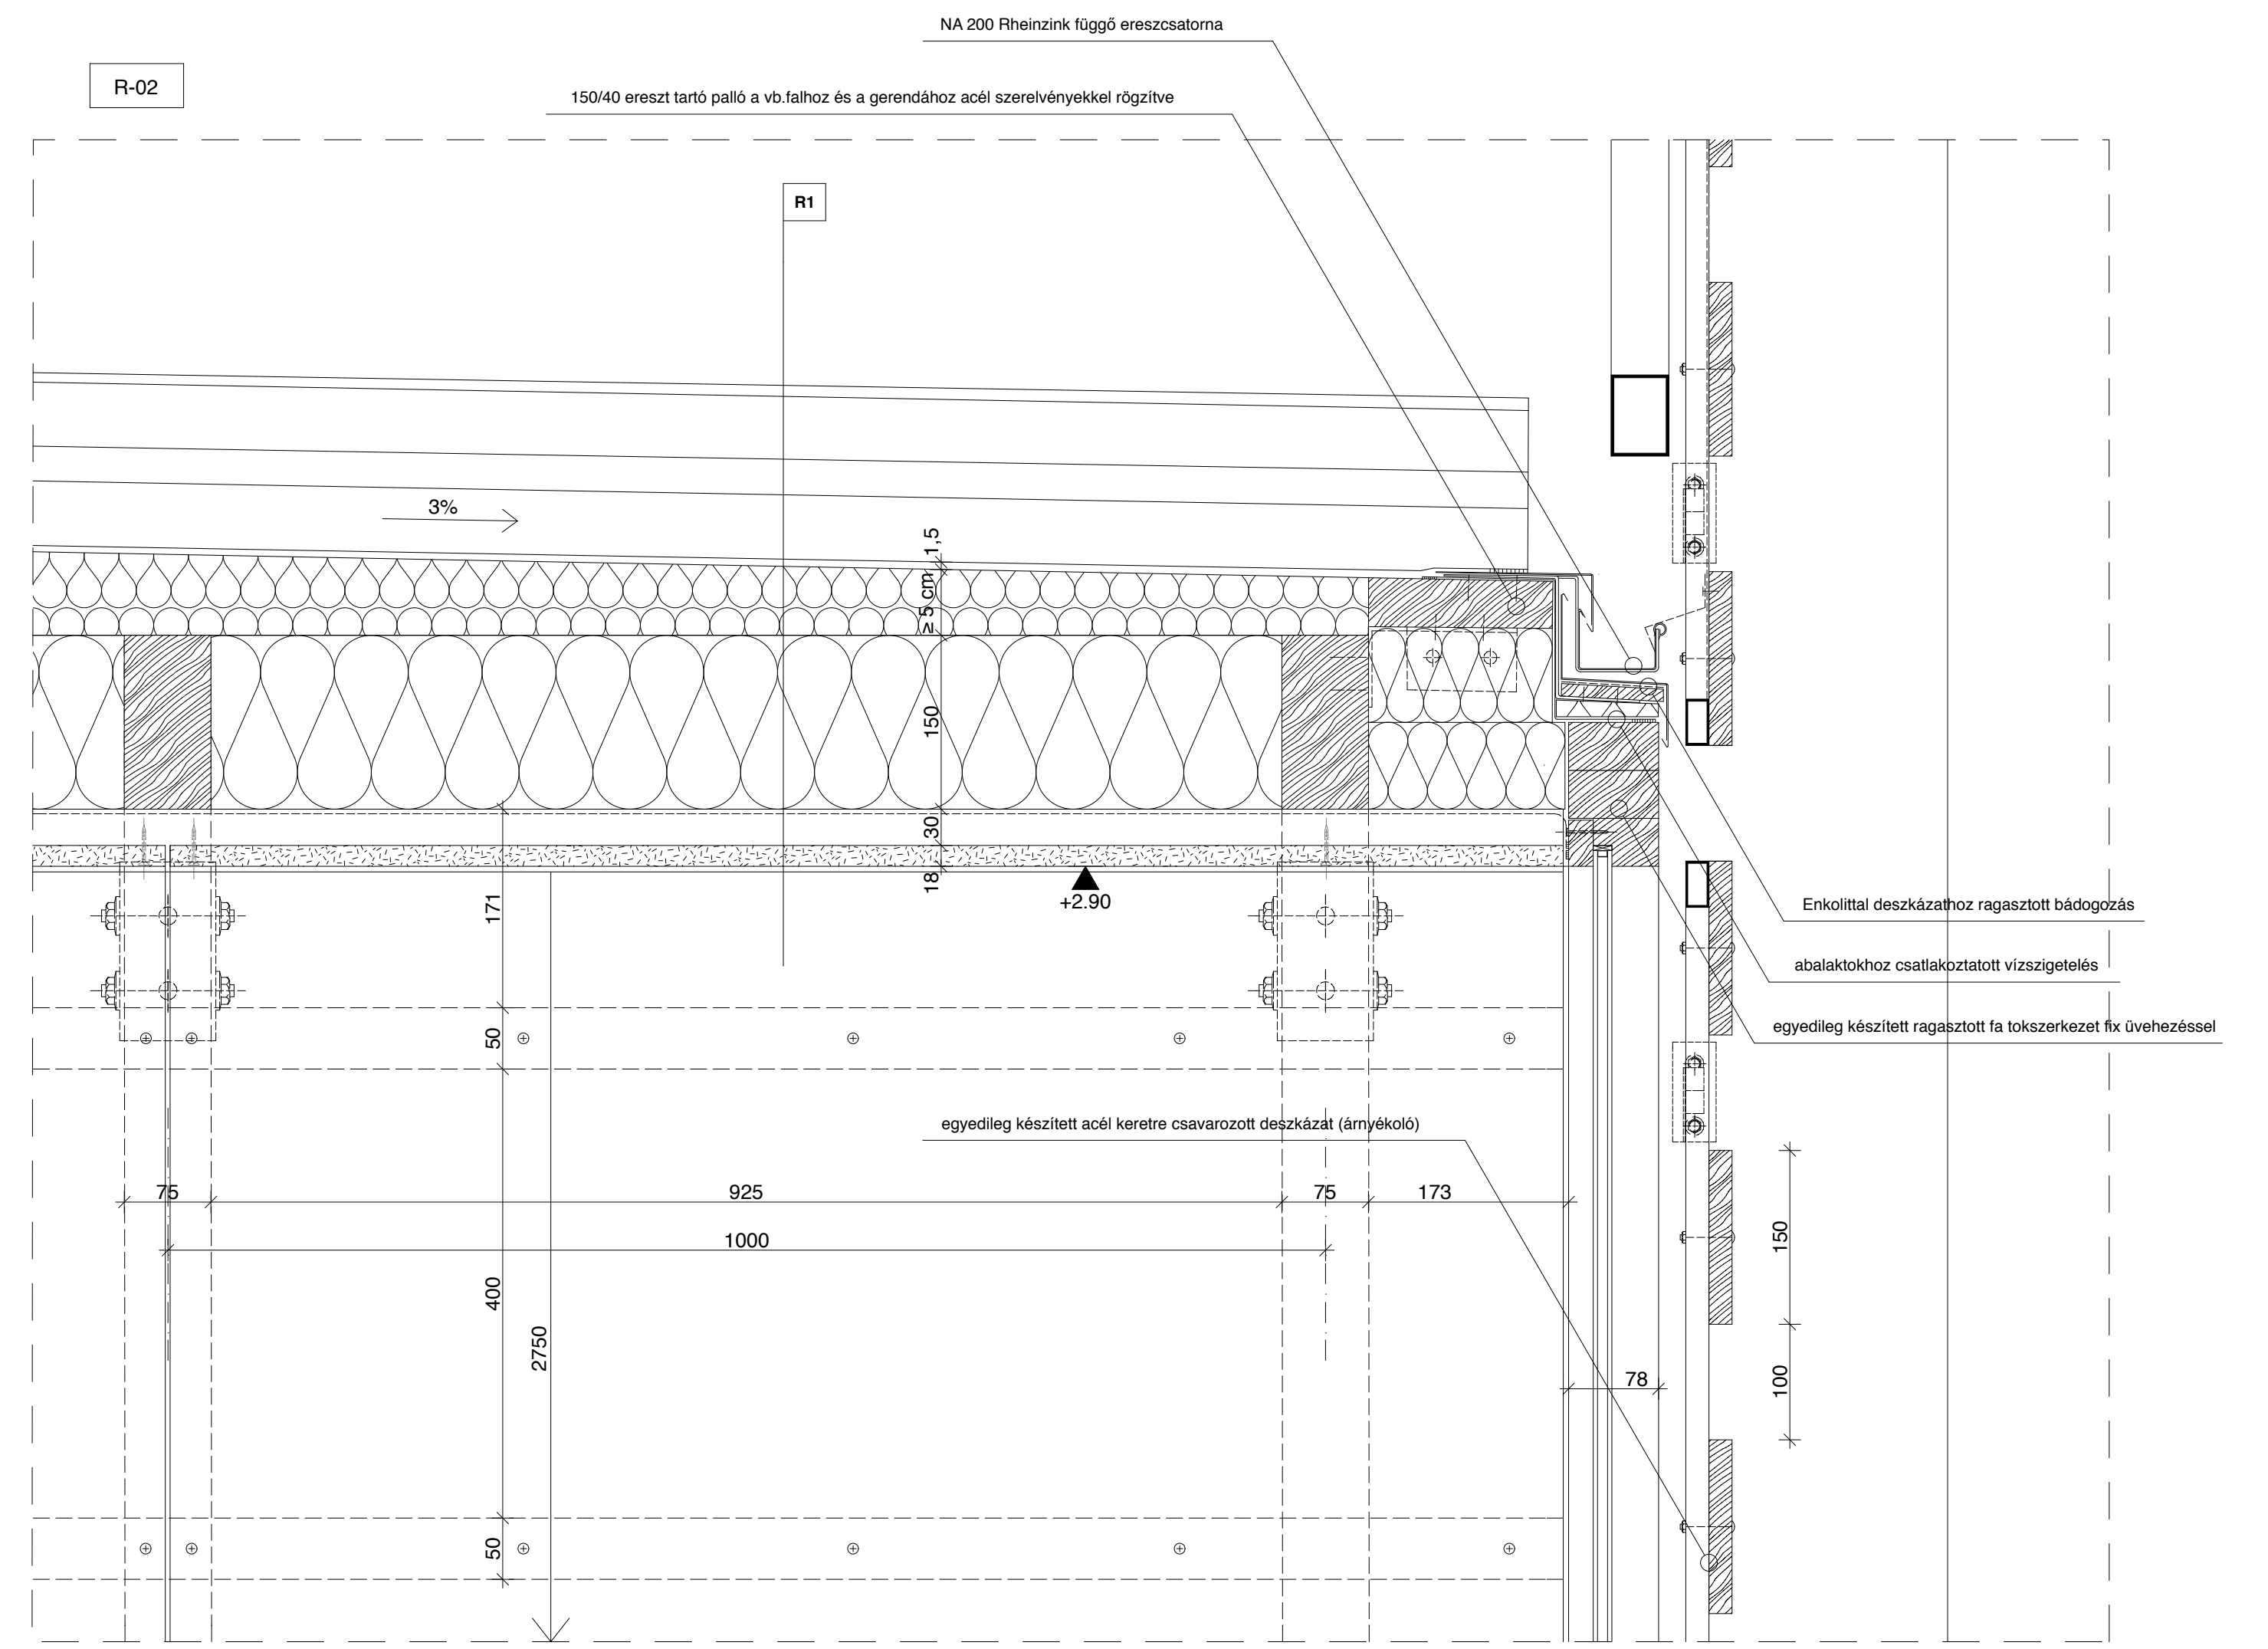 NA 200 Rheinzink függő ereszcsatorna
R-02
150/40 ereszt tartó palló a vb.falhoz és a gerendához acél szerelvényekkel rögzítve
R1
3%
1,5
≥ 5 cm
150
30
18
+2.90
171
50
Enkolittal deszkázathoz ragasztott bádogozás
abalaktokhoz csatlakoztatott vízszigetelés
egyedileg készített ragasztott fa tokszerkezet fix üvehezéssel
egyedileg készített acél keretre csavarozott deszkázat (árnyékoló)
75
925
75
173
1000
150
400
2750
78
100
50